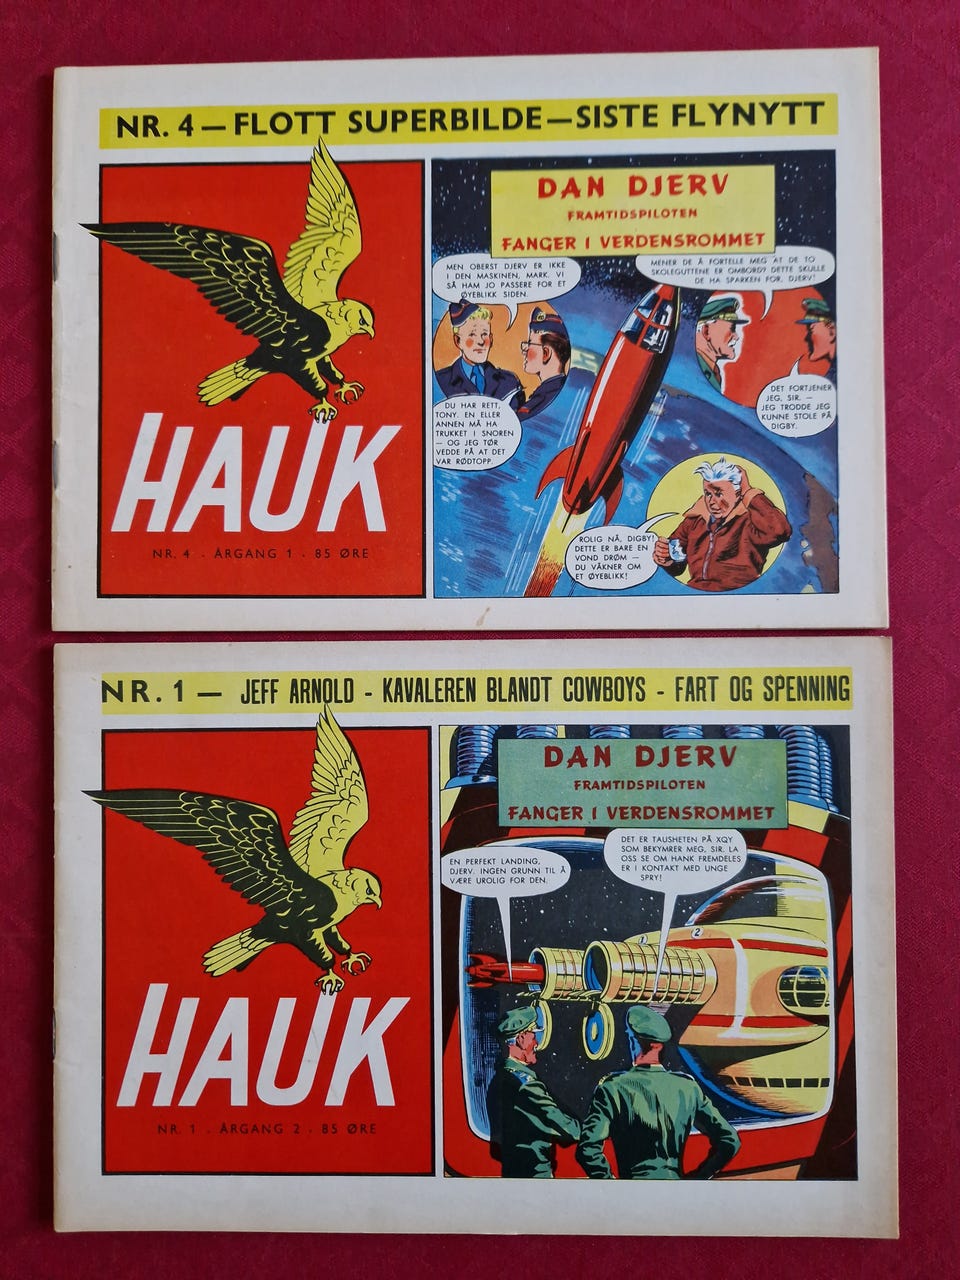 NR. 4 — FLOTT SUPERBILDE — SISTE FLYNYTT
HAUK
NR. 4 . ÅRGANG 1 . 85 ØRE
DAN DJERV
FRAMTIDSPILOTEN
FANGER I VERDENSROMMET
MEN OBERST DJERV ER IKKE
I DEN MASKINEN, MARK. VI
SÅ HAM JO PASSERE FOR ET
ØYEBLIKK SIDEN.
MENER DE Å FORTELLE MEG AT DE TO
SKOLEGUTTENE ER OMBORD? DETTE SKULLE
DE HA SPARKEN FOR, DJERV!
DU HAR RETT,
TONY. EN ELLER
ANNEN MÅ HA
TRUKKET I SNOREN
— OG JEG TØR
VEDDE PÅ AT DET
VAR RØDTOPP.
DET FORTJENER
JEG, SIR. —
JEG TRODDE JEG
KUNNE STOLE PÅ
DIGBY.
ROLIG NÅ, DIGBY!
DETTE ER BARE EN
VOND DRØM —
DU VÅKNER OM
ET ØYEBLIKK!
NR. 1 — JEFF ARNOLD - KAVALEREN BLANDT COWBOYS - FART OG SPENNING
HAUK
NR. 1 . ÅRGANG 2 . 85 ØRE
DAN DJERV
FRAMTIDSPILOTEN
FANGER I VERDENSROMMET
EN PERFEKT LANDING,
DJERV. INGEN GRUNN TIL Å
VÆRE UROLIG FOR DEN.
DET ER TAUSHETEN PÅ XQY
SOM BEKYMRER MEG, SIR. LA
OSS SE OM HANK FREMDELES
ER I KONTAKT MED UNGE
SPRY!
1
2